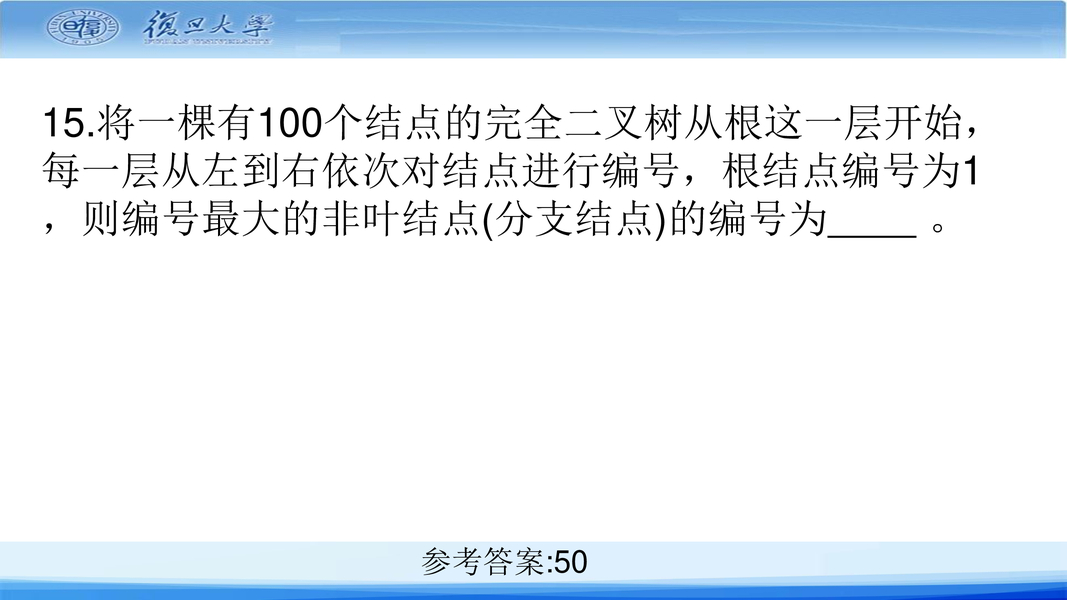 復旦大學
15.将一棵有100个结点的完全二叉树从根这一层开始，
每一层从左到右依次对结点进行编号，根结点编号为1
，则编号最大的非叶结点(分支结点)的编号为____ 。
参考答案:50